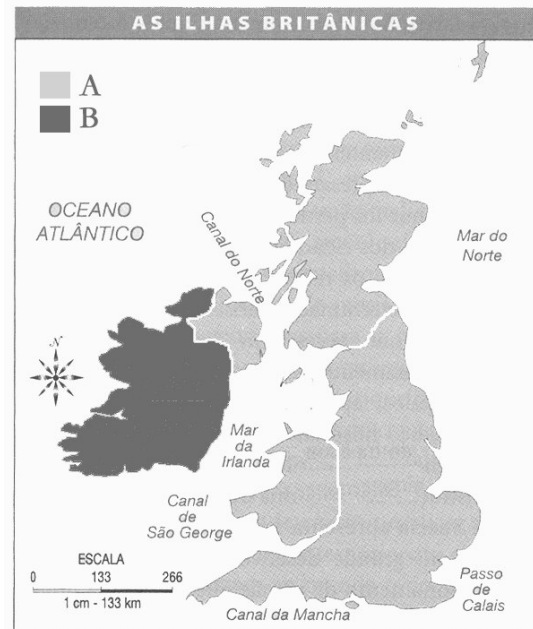 AS ILHAS BRITÂNICAS
A
B
OCEANO
ATLÂNTICO
Canal do Norte
Mar do
Norte
N
Mar
da
Irlanda
Canal
de
São George
ESCALA
0 133 266
1 cm - 133 km
Passo
de
Calais
Canal da Mancha